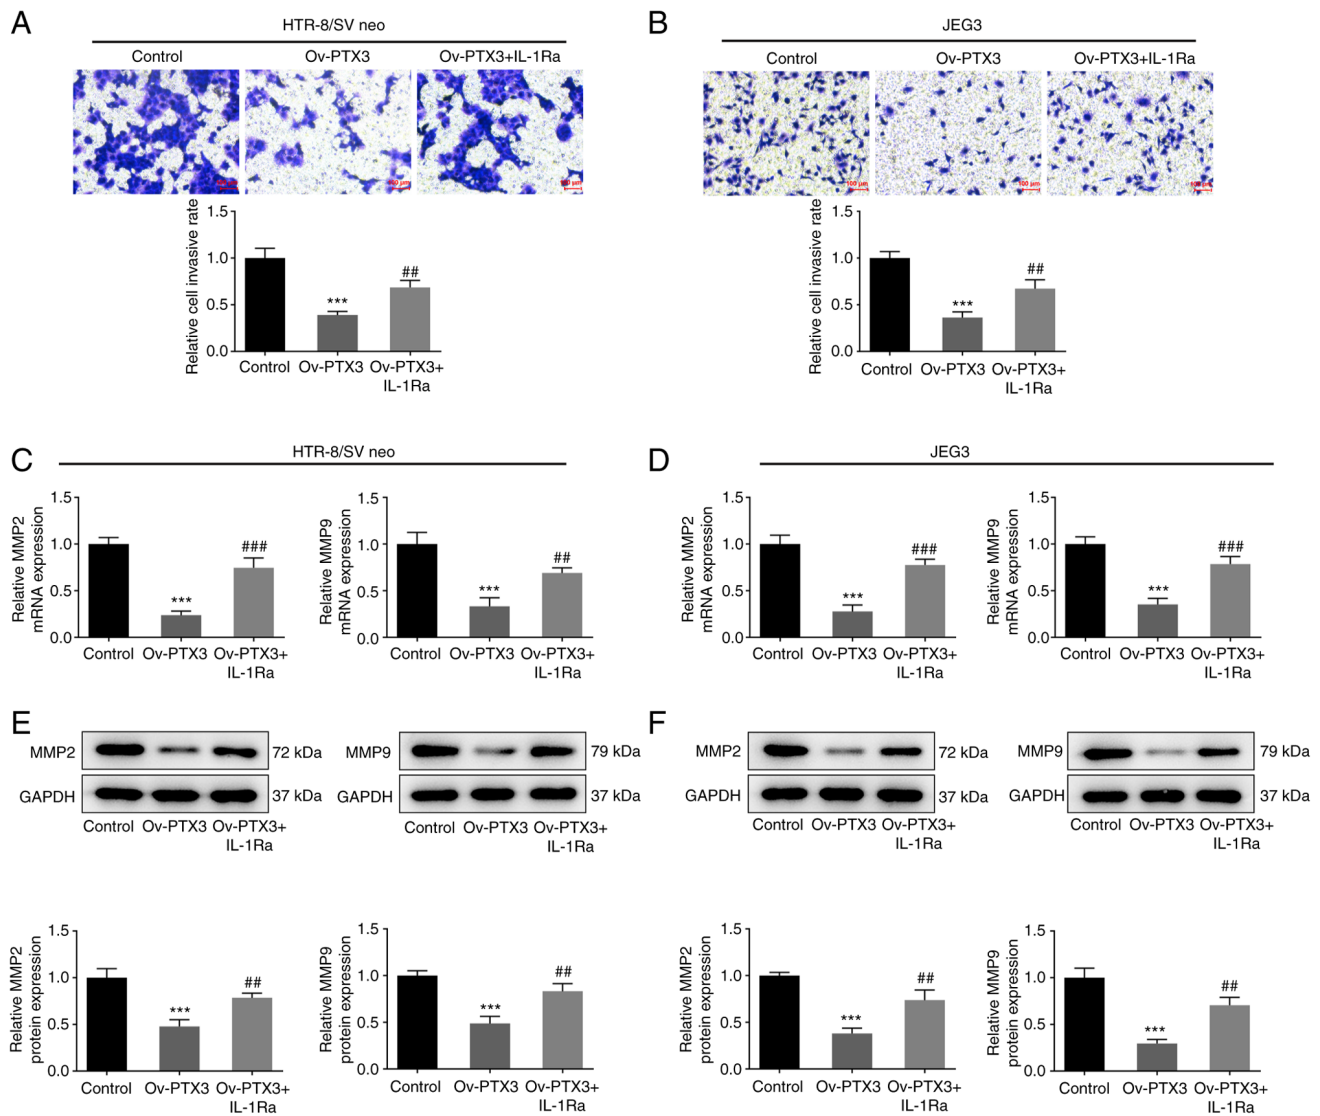 A
HTR-8/SV neo
Control Ov-PTX3 Ov-PTX3+IL-1Ra
100 µm 100 µm 100 µm
Relative cell invasive rate
1.5
1.0
0.5
0.0
***
##
Control Ov-PTX3 Ov-PTX3+
IL-1Ra
B
JEG3
Control Ov-PTX3 Ov-PTX3+IL-1Ra
100 µm 100 µm 100 µm
Relative cell invasive rate
1.5
1.0
0.5
0.0
***
##
Control Ov-PTX3 Ov-PTX3+
IL-1Ra
C
HTR-8/SV neo
Relative MMP2
mRNA expression
1.5
1.0
0.5
0.0
***
###
Control Ov-PTX3 Ov-PTX3+
IL-1Ra
Relative MMP9
mRNA expression
1.5
1.0
0.5
0.0
***
##
Control Ov-PTX3 Ov-PTX3+
IL-1Ra
D
JEG3
Relative MMP2
mRNA expression
1.5
1.0
0.5
0.0
***
###
Control Ov-PTX3 Ov-PTX3+
IL-1Ra
Relative MMP9
mRNA expression
1.5
1.0
0.5
0.0
***
###
Control Ov-PTX3 Ov-PTX3+
IL-1Ra
E
MMP2 72 kDa
GAPDH 37 kDa
Control Ov-PTX3 Ov-PTX3+
IL-1Ra
MMP9 79 kDa
GAPDH 37 kDa
Control Ov-PTX3 Ov-PTX3+
IL-1Ra
Relative MMP2
protein expression
1.5
1.0
0.5
0.0
***
##
Control Ov-PTX3 Ov-PTX3+
IL-1Ra
Relative MMP9
protein expression
1.5
1.0
0.5
0.0
***
##
Control Ov-PTX3 Ov-PTX3+
IL-1Ra
F
MMP2 72 kDa
GAPDH 37 kDa
Control Ov-PTX3 Ov-PTX3+
IL-1Ra
MMP9 79 kDa
GAPDH 37 kDa
Control Ov-PTX3 Ov-PTX3+
IL-1Ra
Relative MMP2
protein expression
1.5
1.0
0.5
0.0
***
##
Control Ov-PTX3 Ov-PTX3+
IL-1Ra
Relative MMP9
protein expression
1.5
1.0
0.5
0.0
***
##
Control Ov-PTX3 Ov-PTX3+
IL-1Ra